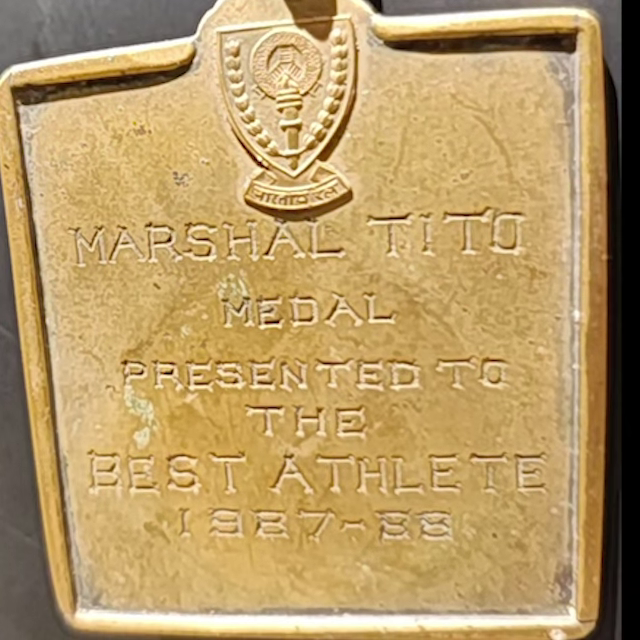 MARSHAL TITO
MEDAL
PRESENTED TO
THE
BEST ATHLETE
1987-88